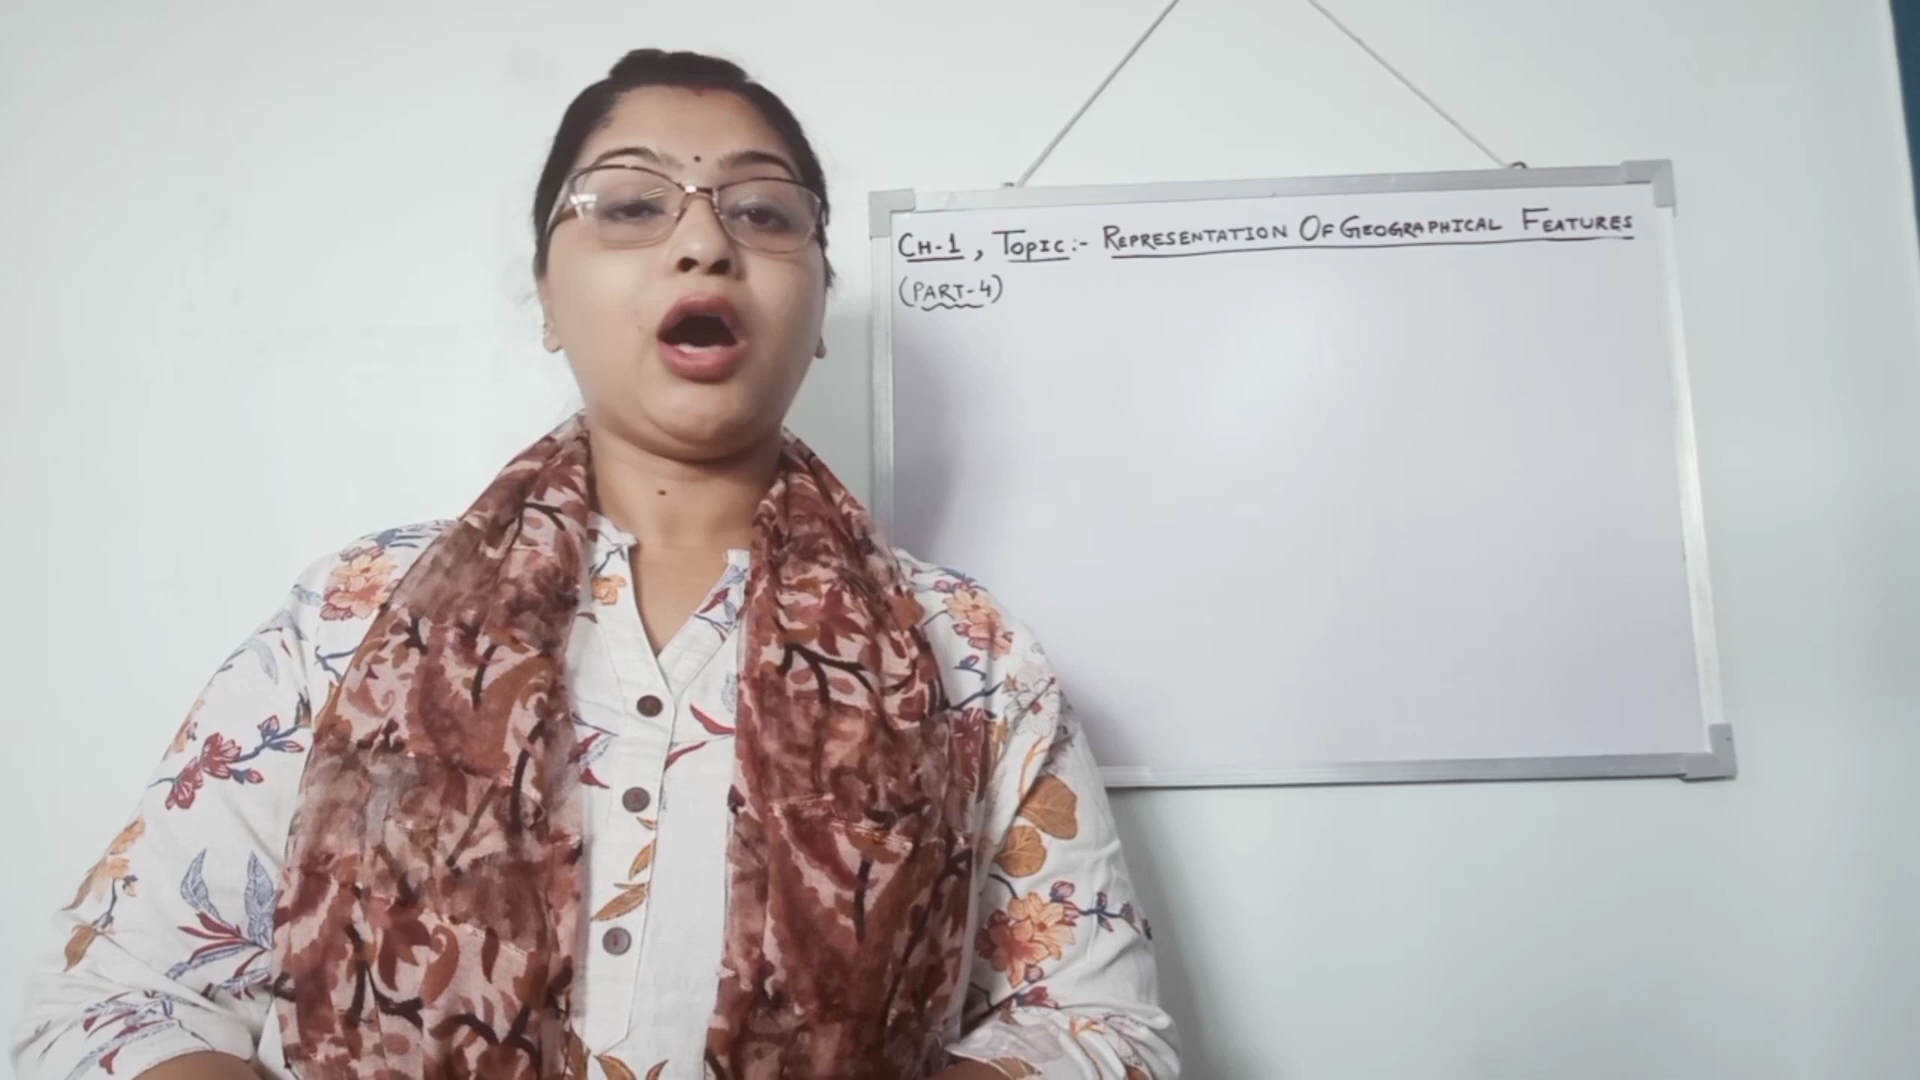 CH-1, TOPIC:- REPRESENTATION OF GEOGRAPHICAL FEATURES
(PART-4)